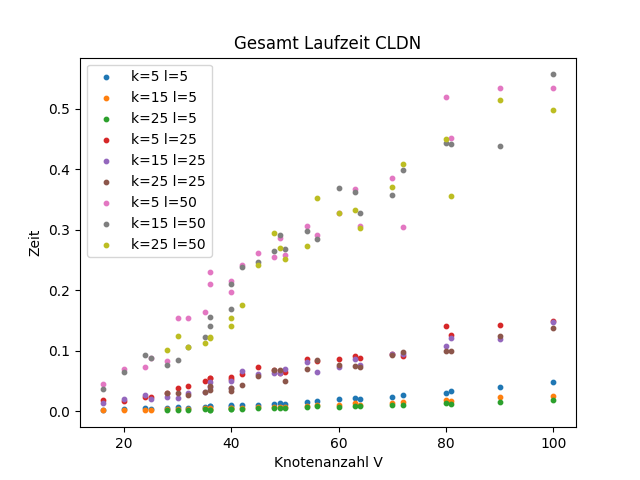 Gesamt Laufzeit CLDN
k=5 l=5
k=15 l=5
k=25 l=5
k=5 l=25
k=15 l=25
k=25 l=25
k=5 l=50
k=15 l=50
k=25 l=50
Zeit
0.5
0.4
0.3
0.2
0.1
0.0
20 40 60 80 100
Knotenanzahl V